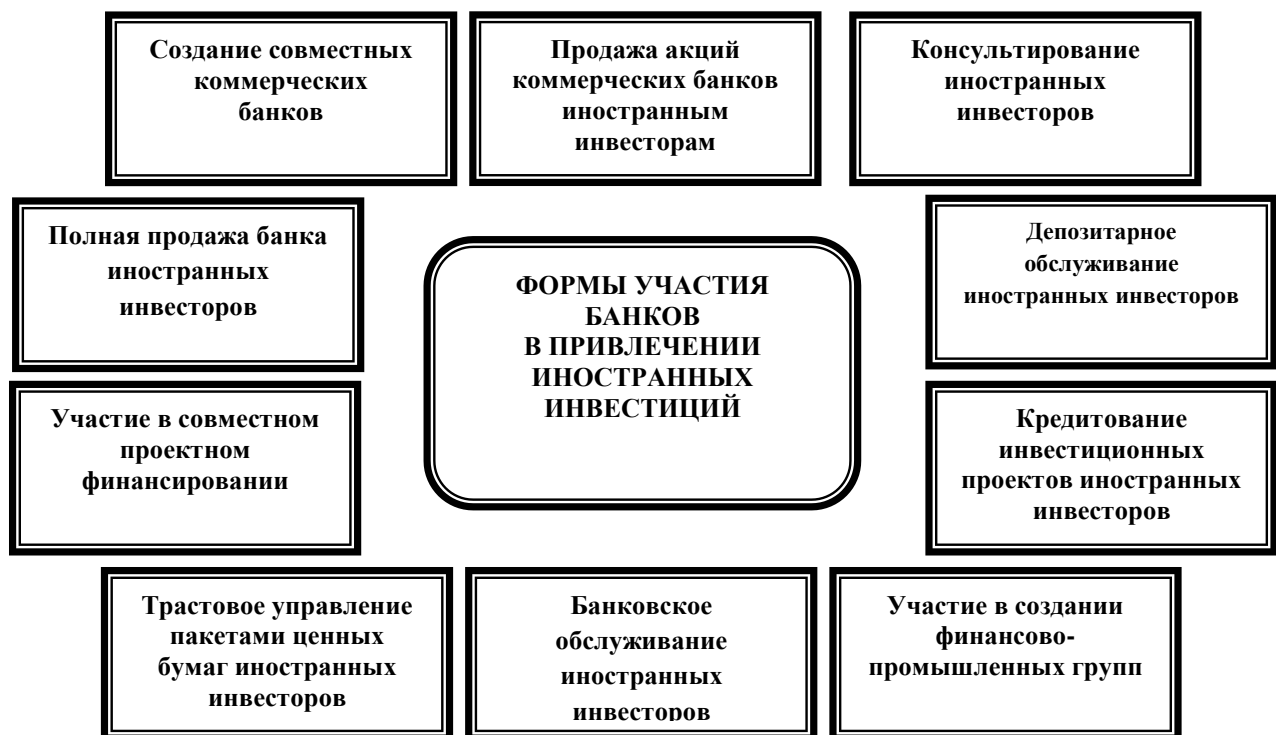 Создание совместных
коммерческих
банков
Продажа акций
коммерческих банков
иностранным
инвесторам
Консультирование
иностранных
инвесторов
Полная продажа банка
иностранных
инвесторов
ФОРМЫ УЧАСТИЯ
БАНКОВ
В ПРИВЛЕЧЕНИИ
ИНОСТРАННЫХ
ИНВЕСТИЦИЙ
Депозитарное
обслуживание
иностранных инвесторов
Участие в совместном
проектном
финансировании
Кредитование
инвестиционных
проектов иностранных
инвесторов
Трастовое управление
пакетами ценных
бумаг иностранных
инвесторов
Банковское
обслуживание
иностранных
инвесторов
Участие в создании
финансово-
промышленных групп